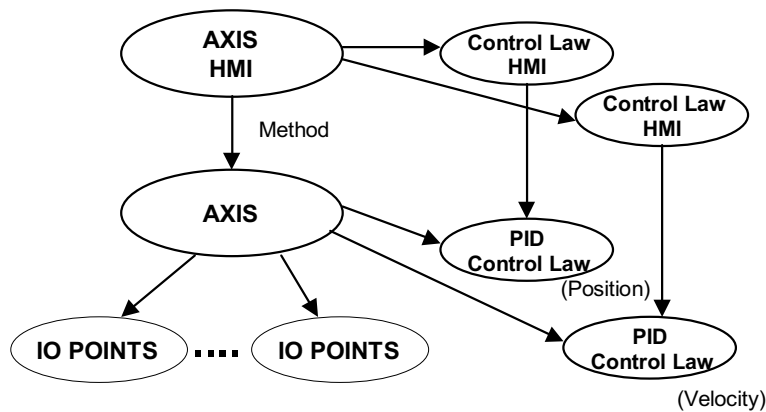 AXIS
HMI
Control Law
HMI
Control Law
HMI
Method
AXIS
PID
Control Law
(Position)
IO POINTS
IO POINTS
PID
Control Law
(Velocity)